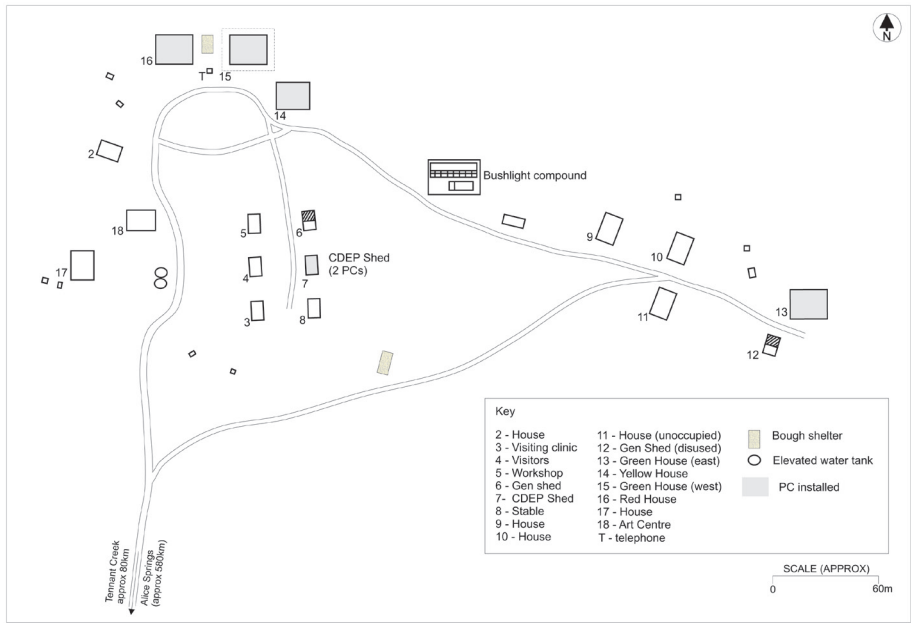 N
16
T
15
14
2
Bushlight compound
18
5
6
9
10
17
4
CDEP Shed
(2 PCs)
7
3
8
11
13
12
Key
2 - House
3 - Visiting clinic
4 - Visitors
5 - Workshop
6 - Gen shed
7- CDEP Shed
8 - Stable
9 - House
10 - House
11 - House (unoccupied)
12 - Gen Shed (disused)
13 - Green House (east)
14 - Yellow House
15 - Green House (west)
16 - Red House
17 - House
18 - Art Centre
T - telephone
Bough shelter
Elevated water tank
PC installed
Tennant Creek
approx 80km
Alice Springs
(approx 580km)
SCALE (APPROX)
0
60m